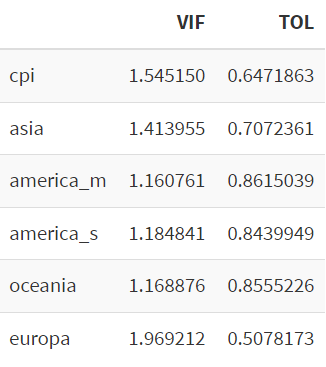 VIF TOL
cpi 1.545150 0.6471863
asia 1.413955 0.7072361
america_m 1.160761 0.8615039
america_s 1.184841 0.8439949
oceania 1.168876 0.8555226
europa 1.969212 0.5078173